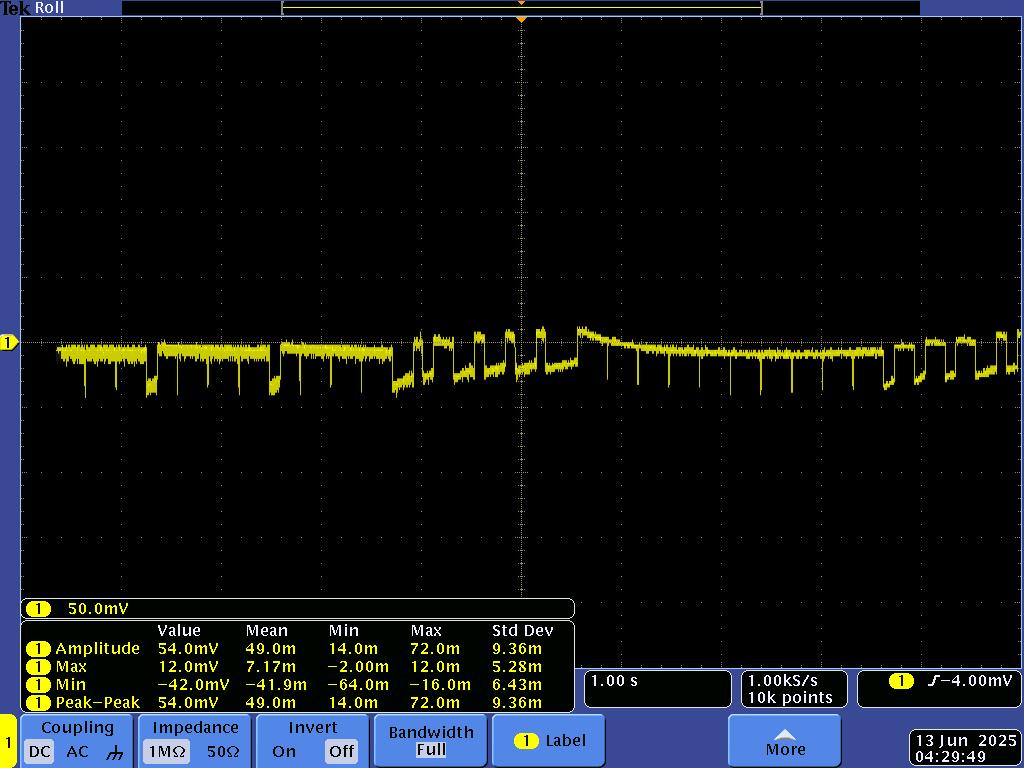 Tek Roll
1
1 50.0mV
Value Mean Min Max Std Dev
1 Amplitude 54.0mV 49.0m 14.0m 72.0m 9.36m
1 Max 12.0mV 7.17m −2.00m 12.0m 5.28m
1 Min −42.0mV −41.9m −64.0m −16.0m 6.43m
1 Peak−Peak 54.0mV 49.0m 14.0m 72.0m 9.36m
1.00 s
1.00kS/s
10k points
1 −4.00mV
1
Coupling
DC AC
Impedance
1MΩ 50Ω
Invert
On Off
Bandwidth
Full
1 Label
More
13 Jun 2025
04:29:49